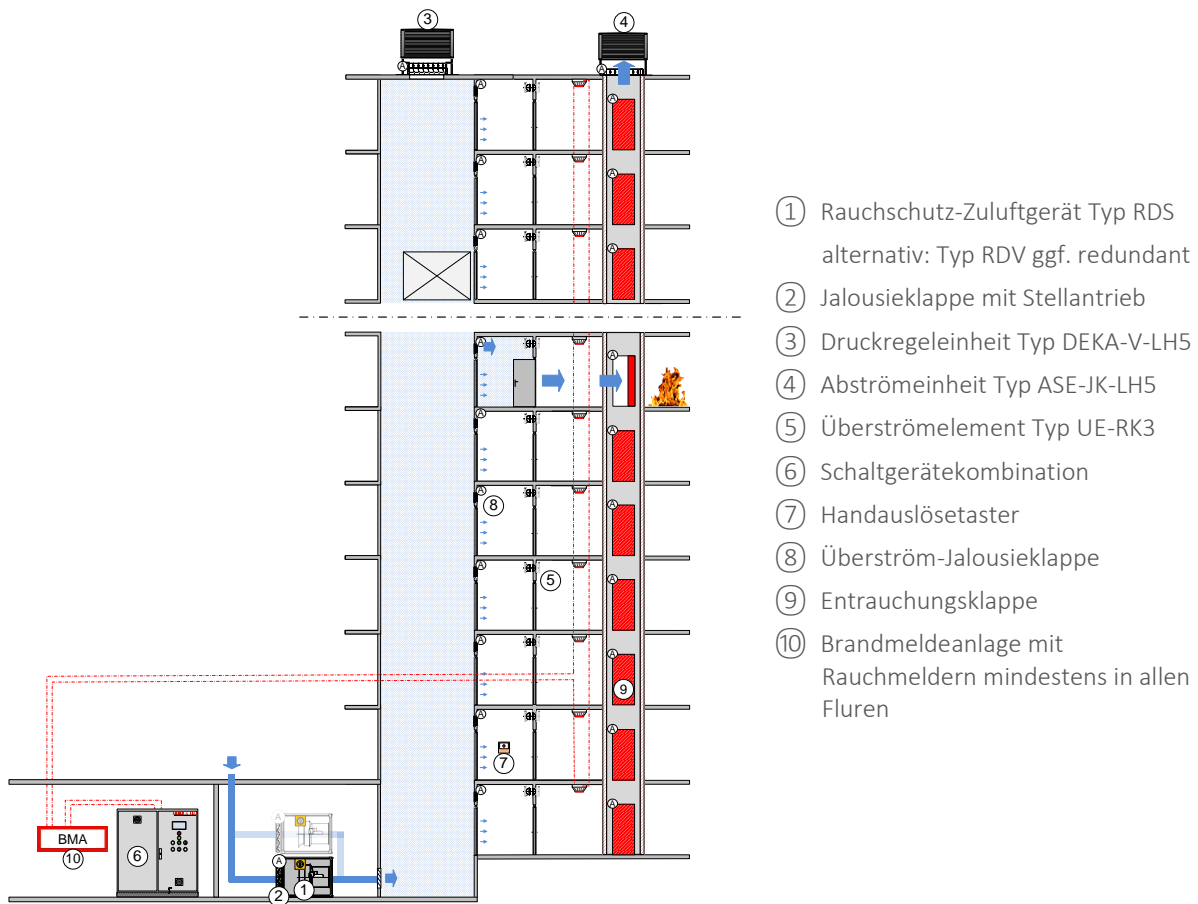 3
4
A
A
A
A
A
A
A
A
A
A
A
A
A
A
8
A
A
5
A
A
A
A
9
A
A
7
A
A
BMA
10
6
A
A
2
1
① Rauchschutz-Zuluftgerät Typ RDS
alternativ: Typ RDV ggf. redundant
② Jalousieklappe mit Stellantrieb
③ Druckregeleinheit Typ DEKA-V-LH5
④ Abströmeinheit Typ ASE-JK-LH5
⑤ Überströmelement Typ UE-RK3
⑥ Schaltgerätekombination
⑦ Handauslösetaster
⑧ Überström-Jalousieklappe
⑨ Entrauchungsklappe
⑩ Brandmeldeanlage mit
Rauchmeldern mindestens in allen
Fluren